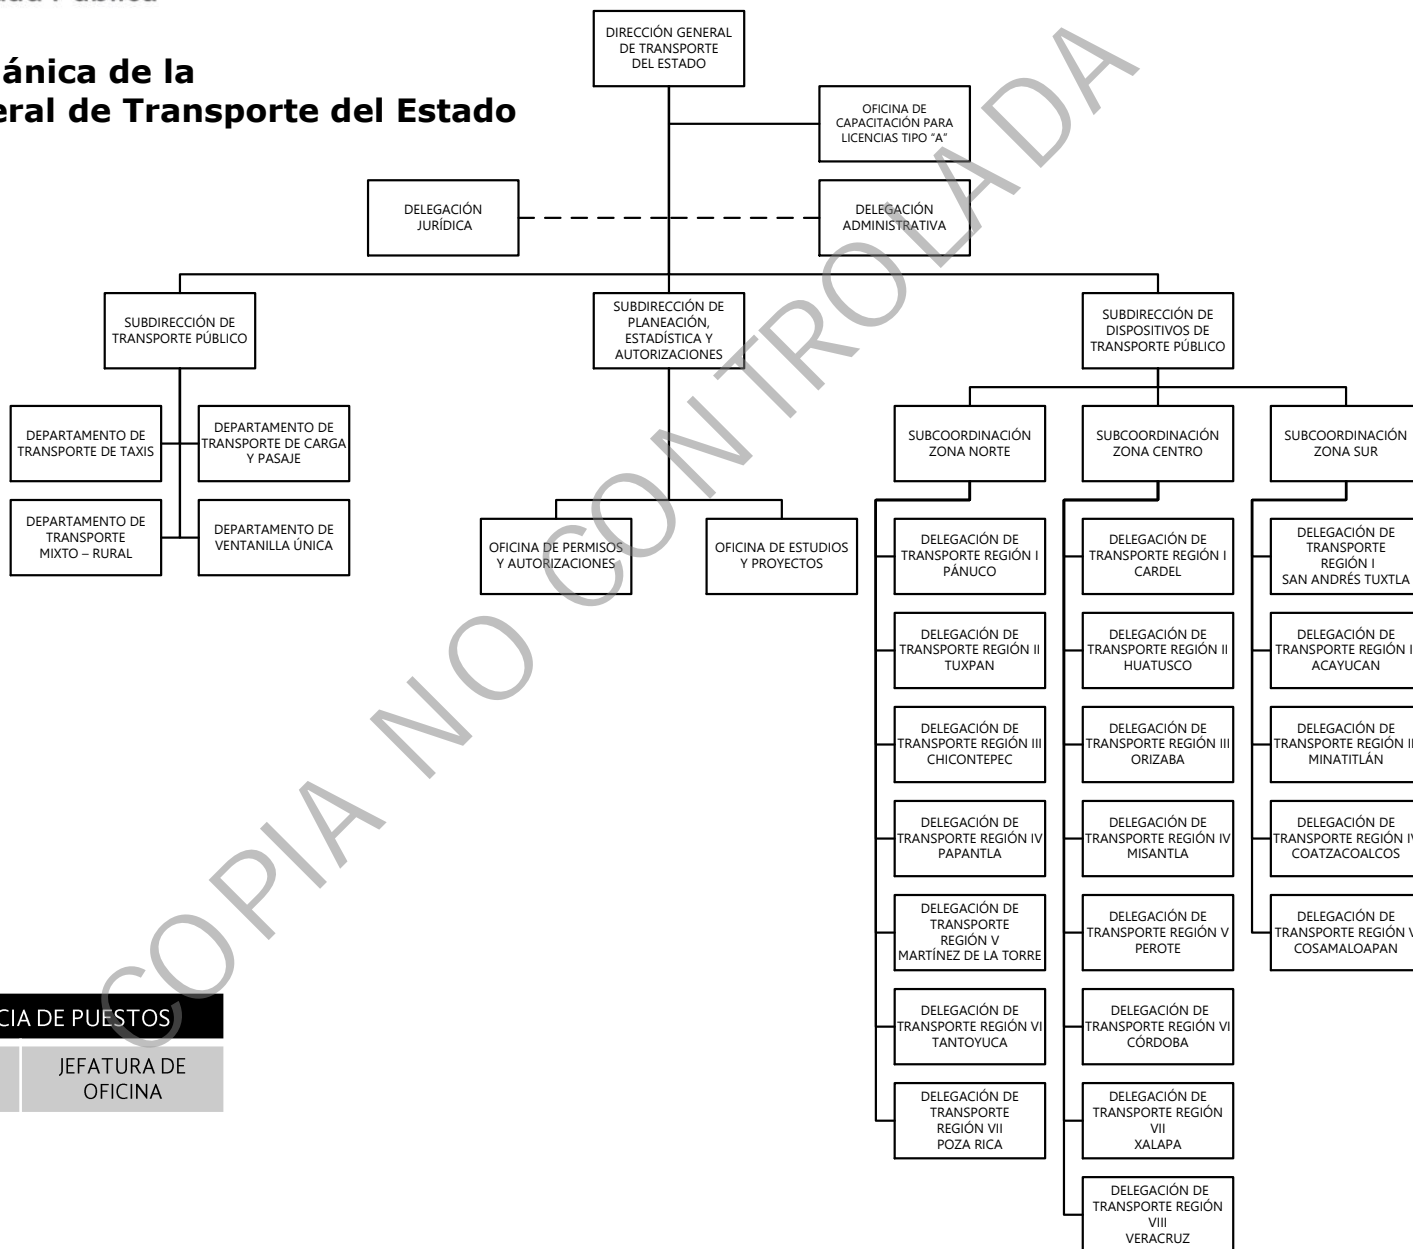 ánica de la
eral de Transporte del Estado
DIRECCIÓN GENERAL
DE TRANSPORTE
DEL ESTADO
OFICINA DE
CAPACITACIÓN PARA
LICENCIAS TIPO “A”
DELEGACIÓN
JURÍDICA
DELEGACIÓN
ADMINISTRATIVA
SUBDIRECCIÓN DE
TRANSPORTE PÚBLICO
SUBDIRECCIÓN DE
PLANEACIÓN,
ESTADÍSTICA Y
AUTORIZACIONES
SUBDIRECCIÓN DE
DISPOSITIVOS DE
TRANSPORTE PÚBLICO
DEPARTAMENTO DE
TRANSPORTE DE TAXIS
DEPARTAMENTO DE
TRANSPORTE DE CARGA
Y PASAJE
DEPARTAMENTO DE
TRANSPORTE
MIXTO – RURAL
DEPARTAMENTO DE
VENTANILLA ÚNICA
OFICINA DE PERMISOS
Y AUTORIZACIONES
OFICINA DE ESTUDIOS
Y PROYECTOS
SUBCOORDINACIÓN
ZONA NORTE
SUBCOORDINACIÓN
ZONA CENTRO
SUBCOORDINACIÓN
ZONA SUR
DELEGACIÓN DE
TRANSPORTE REGIÓN I
PÁNUCO
DELEGACIÓN DE
TRANSPORTE REGIÓN II
TUXPAN
DELEGACIÓN DE
TRANSPORTE REGIÓN III
CHICONTEPEC
DELEGACIÓN DE
TRANSPORTE REGIÓN IV
PAPANTLA
DELEGACIÓN DE
TRANSPORTE
REGIÓN V
MARTÍNEZ DE LA TORRE
DELEGACIÓN DE
TRANSPORTE REGIÓN VI
TANTOYUCA
DELEGACIÓN DE
TRANSPORTE
REGIÓN VII
POZA RICA
DELEGACIÓN DE
TRANSPORTE REGIÓN I
CARDEL
DELEGACIÓN DE
TRANSPORTE REGIÓN II
HUATUSCO
DELEGACIÓN DE
TRANSPORTE REGIÓN III
ORIZABA
DELEGACIÓN DE
TRANSPORTE REGIÓN IV
MISANTLA
DELEGACIÓN DE
TRANSPORTE REGIÓN V
PEROTE
DELEGACIÓN DE
TRANSPORTE REGIÓN VI
CÓRDOBA
DELEGACIÓN DE
TRANSPORTE REGIÓN
VII
XALAPA
DELEGACIÓN DE
TRANSPORTE REGIÓN
VIII
VERACRUZ
DELEGACIÓN DE
TRANSPORTE
REGIÓN I
SAN ANDRÉS TUXTLA
DELEGACIÓN DE
TRANSPORTE REGIÓN
ACAYUCAN
DELEGACIÓN DE
TRANSPORTE REGIÓN
MINATITLÁN
DELEGACIÓN DE
TRANSPORTE REGIÓN
COATZACOALCOS
DELEGACIÓN DE
TRANSPORTE REGIÓN V
COSAMALOAPAN
CIA DE PUESTOS
JEFATURA DE
OFICINA
COPIA NO CONTROLADA